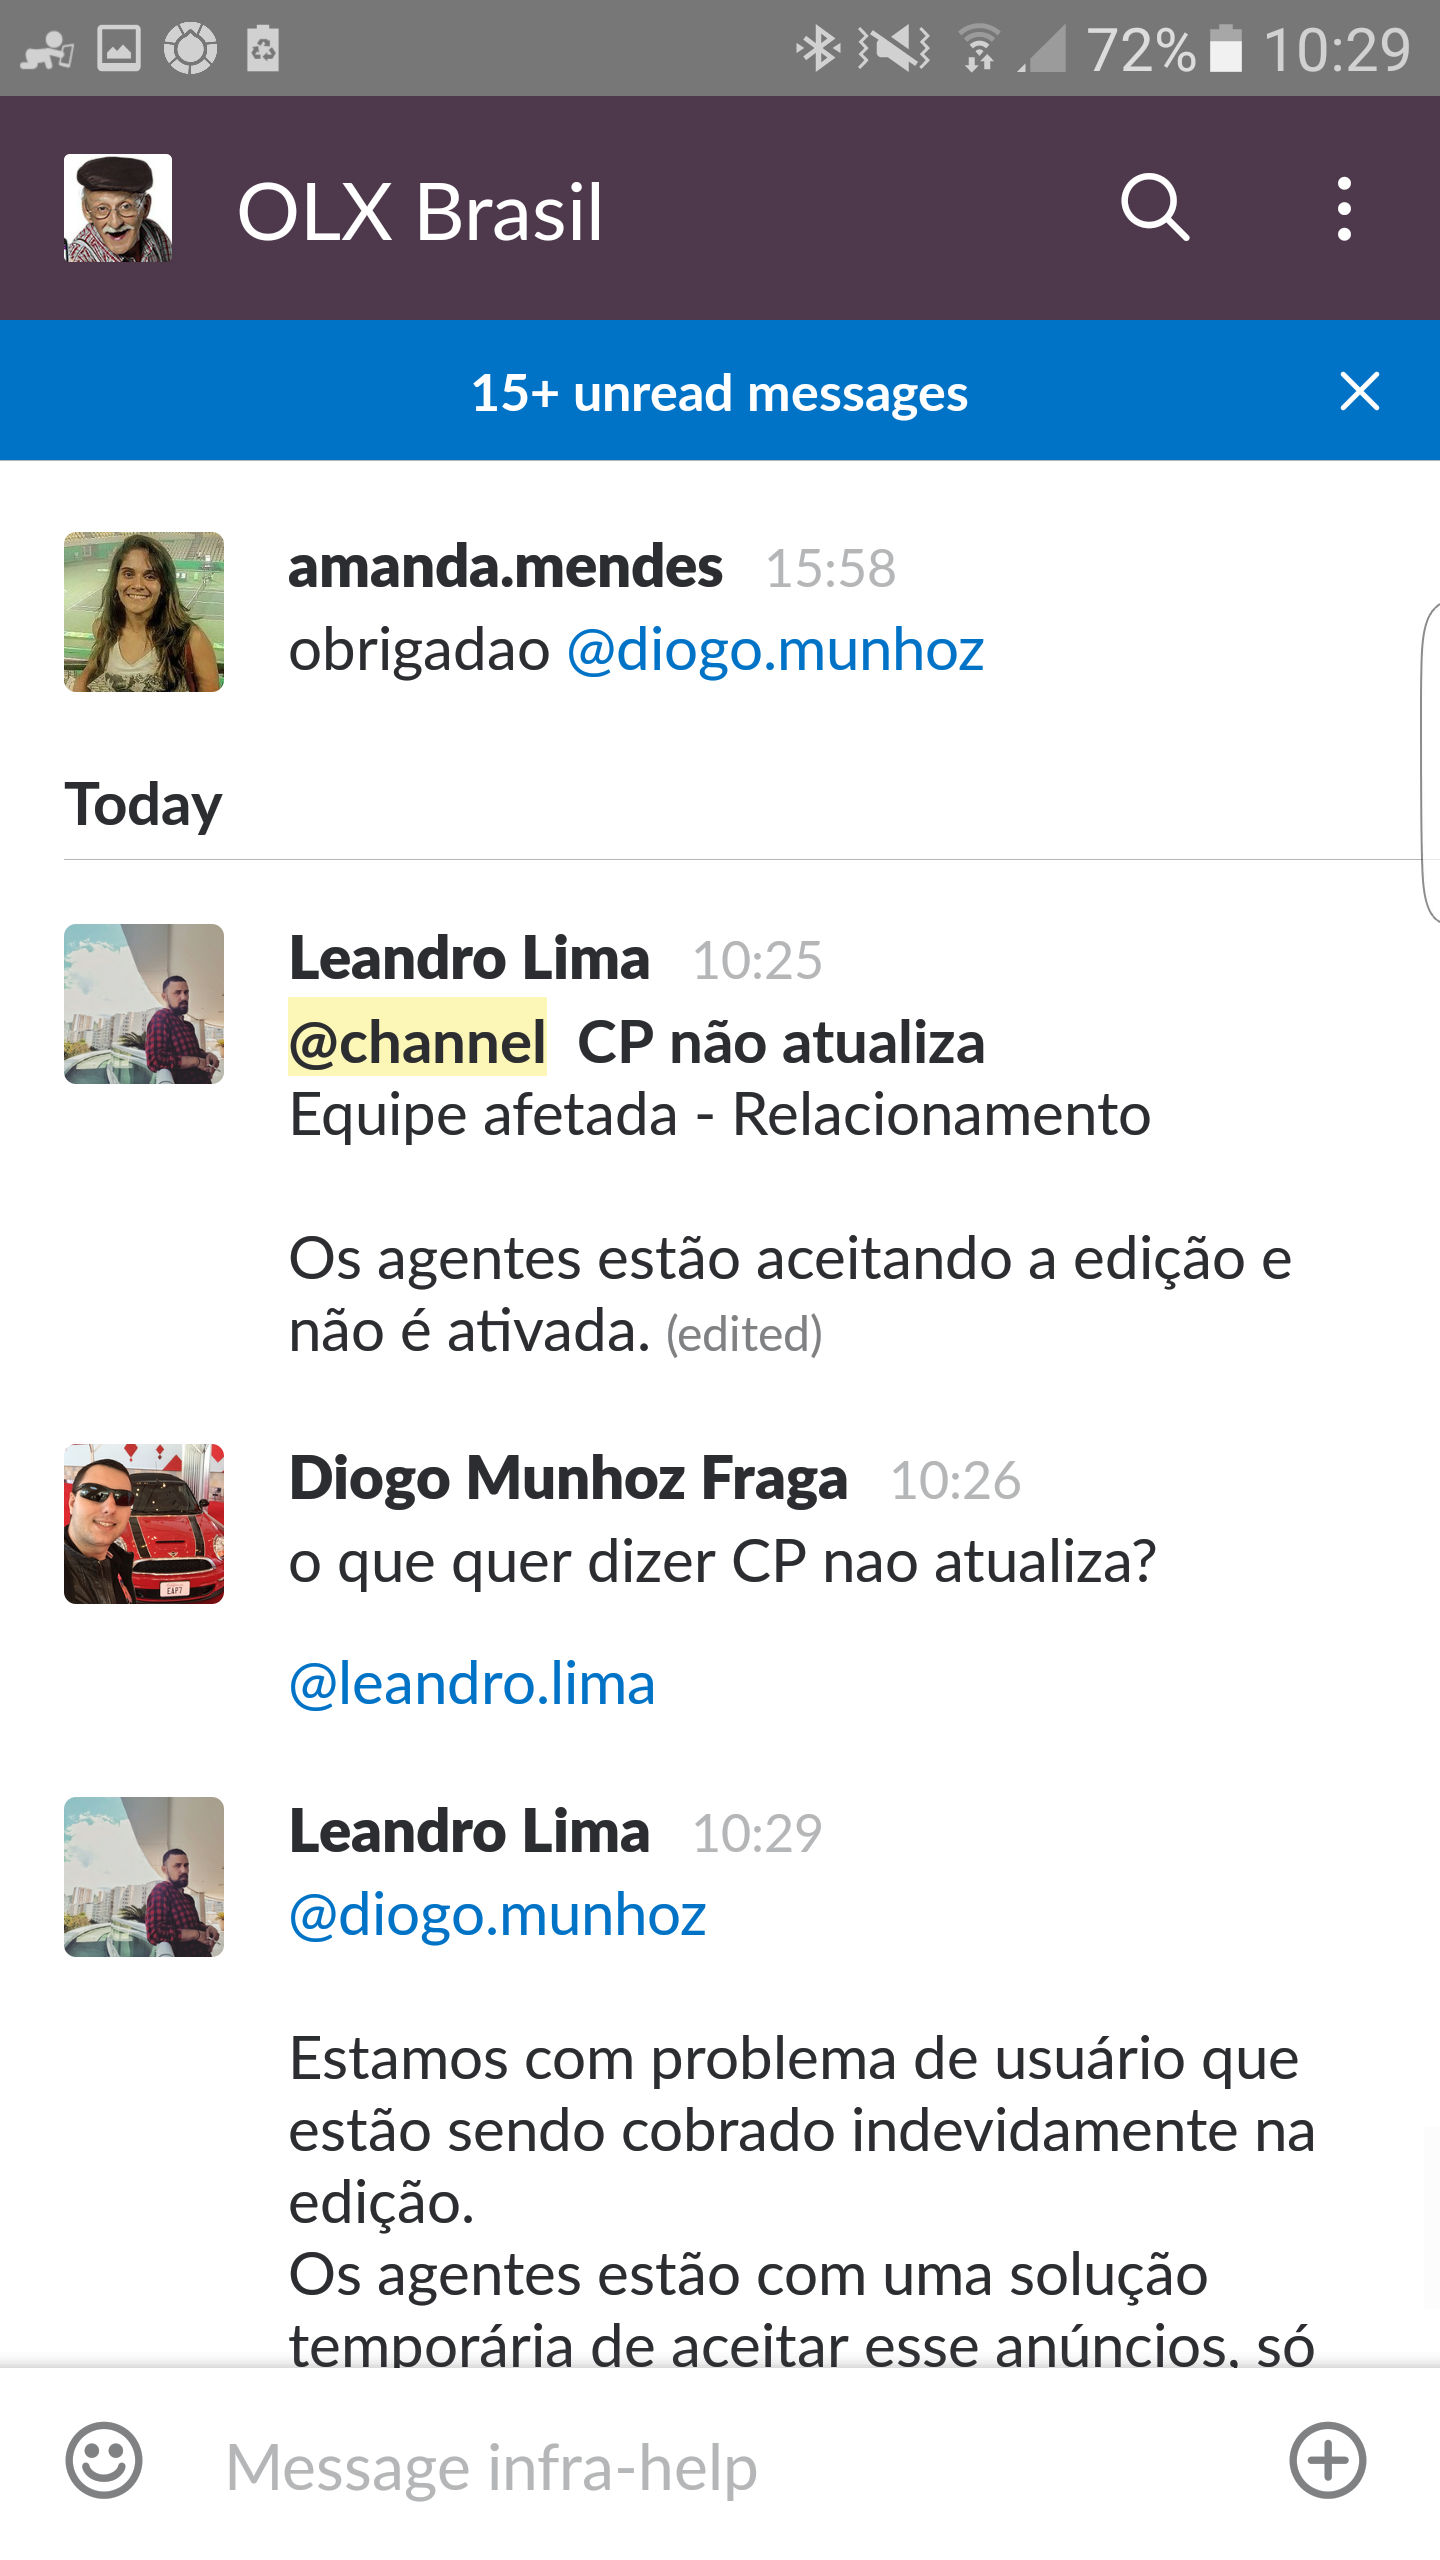 72% 10:29
OLX Brasil
15+ unread messages
amanda.mendes 15:58
obrigadao @diogo.munhoz
Today
Leandro Lima 10:25
@channel CP não atualiza
Equipe afetada - Relacionamento
Os agentes estão aceitando a edição e
não é ativada. (edited)
Diogo Munhoz Fraga 10:26
o que quer dizer CP nao atualiza?
@leandro.lima
Leandro Lima 10:29
@diogo.munhoz
Estamos com problema de usuário que
estão sendo cobrado indevidamente na
edição.
Os agentes estão com uma solução
temporária de aceitar esse anúncios, só
Message infra-help